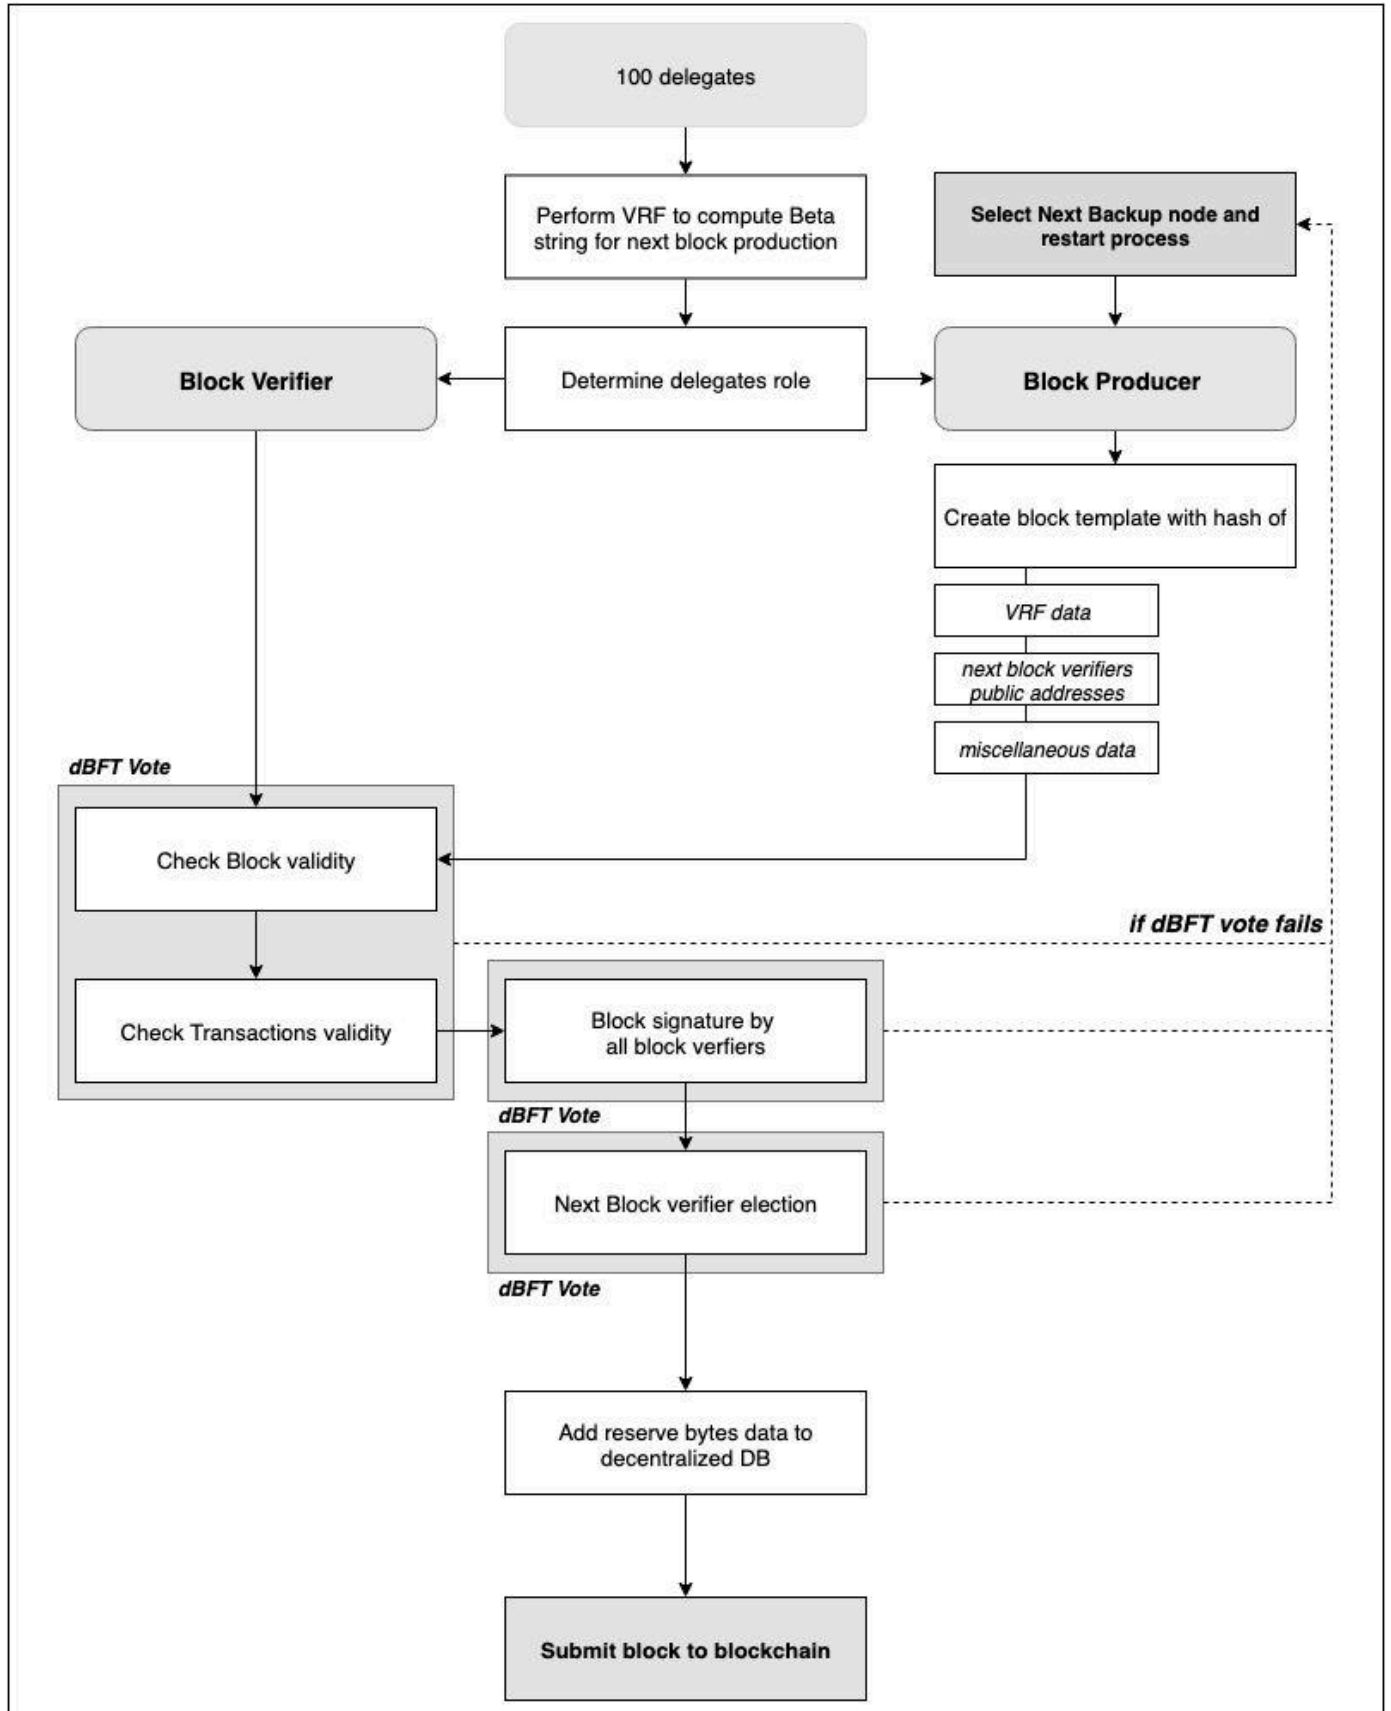 100 delegates
Perform VRF to compute Beta
string for next block production
Select Next Backup node and
restart process
Block Verifier
Determine delegates role
Block Producer
Create block template with hash of
VRF data
next block verifiers
public addresses
miscellaneous data
dBFT Vote
Check Block validity
if dBFT vote fails
Check Transactions validity
Block signature by
all block verfiers
dBFT Vote
Next Block verifier election
dBFT Vote
Add reserve bytes data to
decentralized DB
Submit block to blockchain